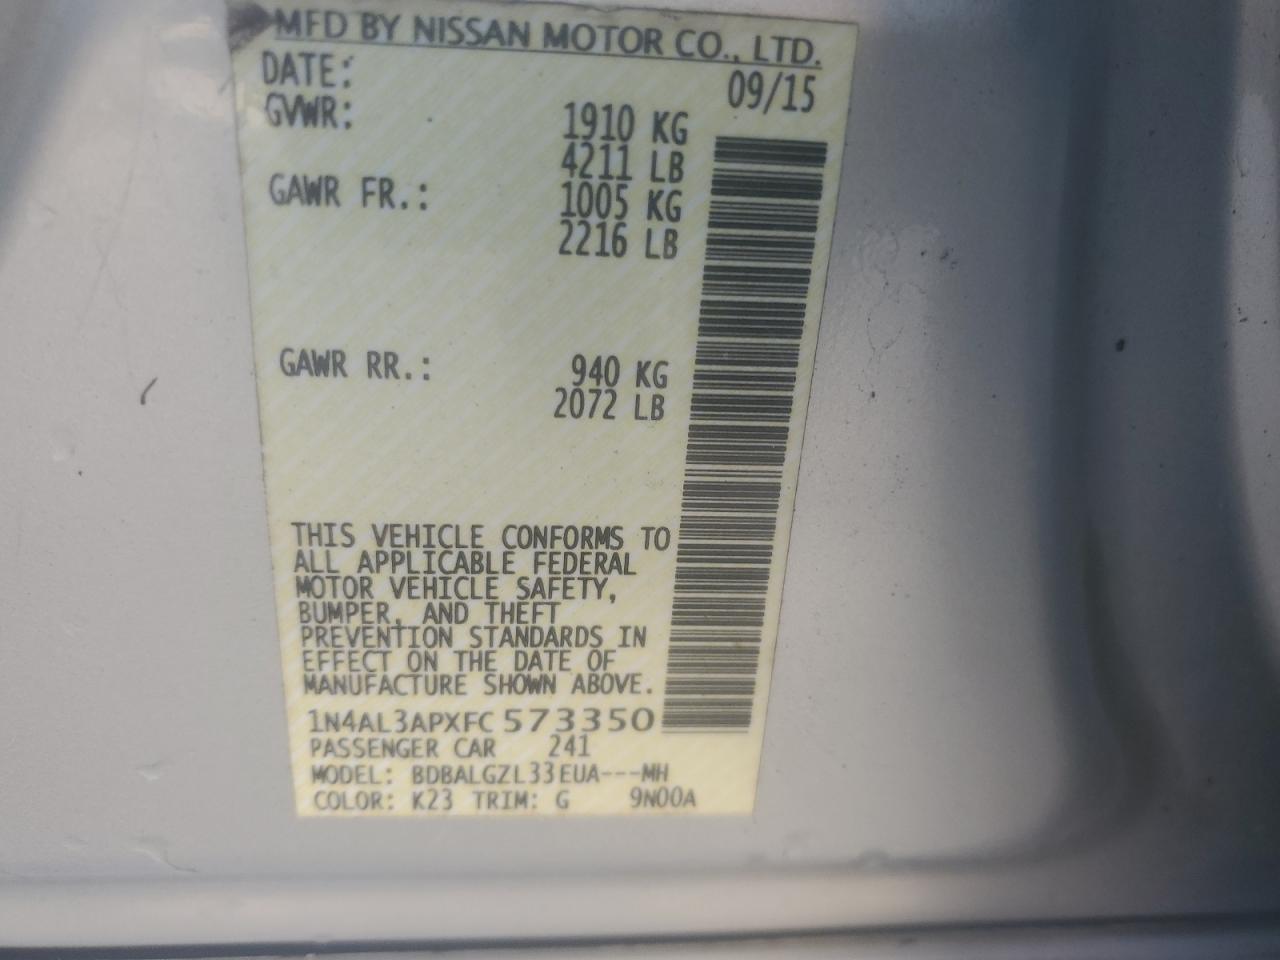 MFD BY NISSAN MOTOR CO., LTD.
DATE: 09/15
GVWR: 1910 KG
4211 LB
GAWR FR.: 1005 KG
2216 LB
GAWR RR.: 940 KG
2072 LB
THIS VEHICLE CONFORMS TO
ALL APPLICABLE FEDERAL
MOTOR VEHICLE SAFETY,
BUMPER, AND THEFT
PREVENTION STANDARDS IN
EFFECT ON THE DATE OF
MANUFACTURE SHOWN ABOVE.
1N4AL3APXFC573350
PASSENGER CAR 241
MODEL: BDBALGZL33EUA---MH
COLOR: K23 TRIM: G 9N00A